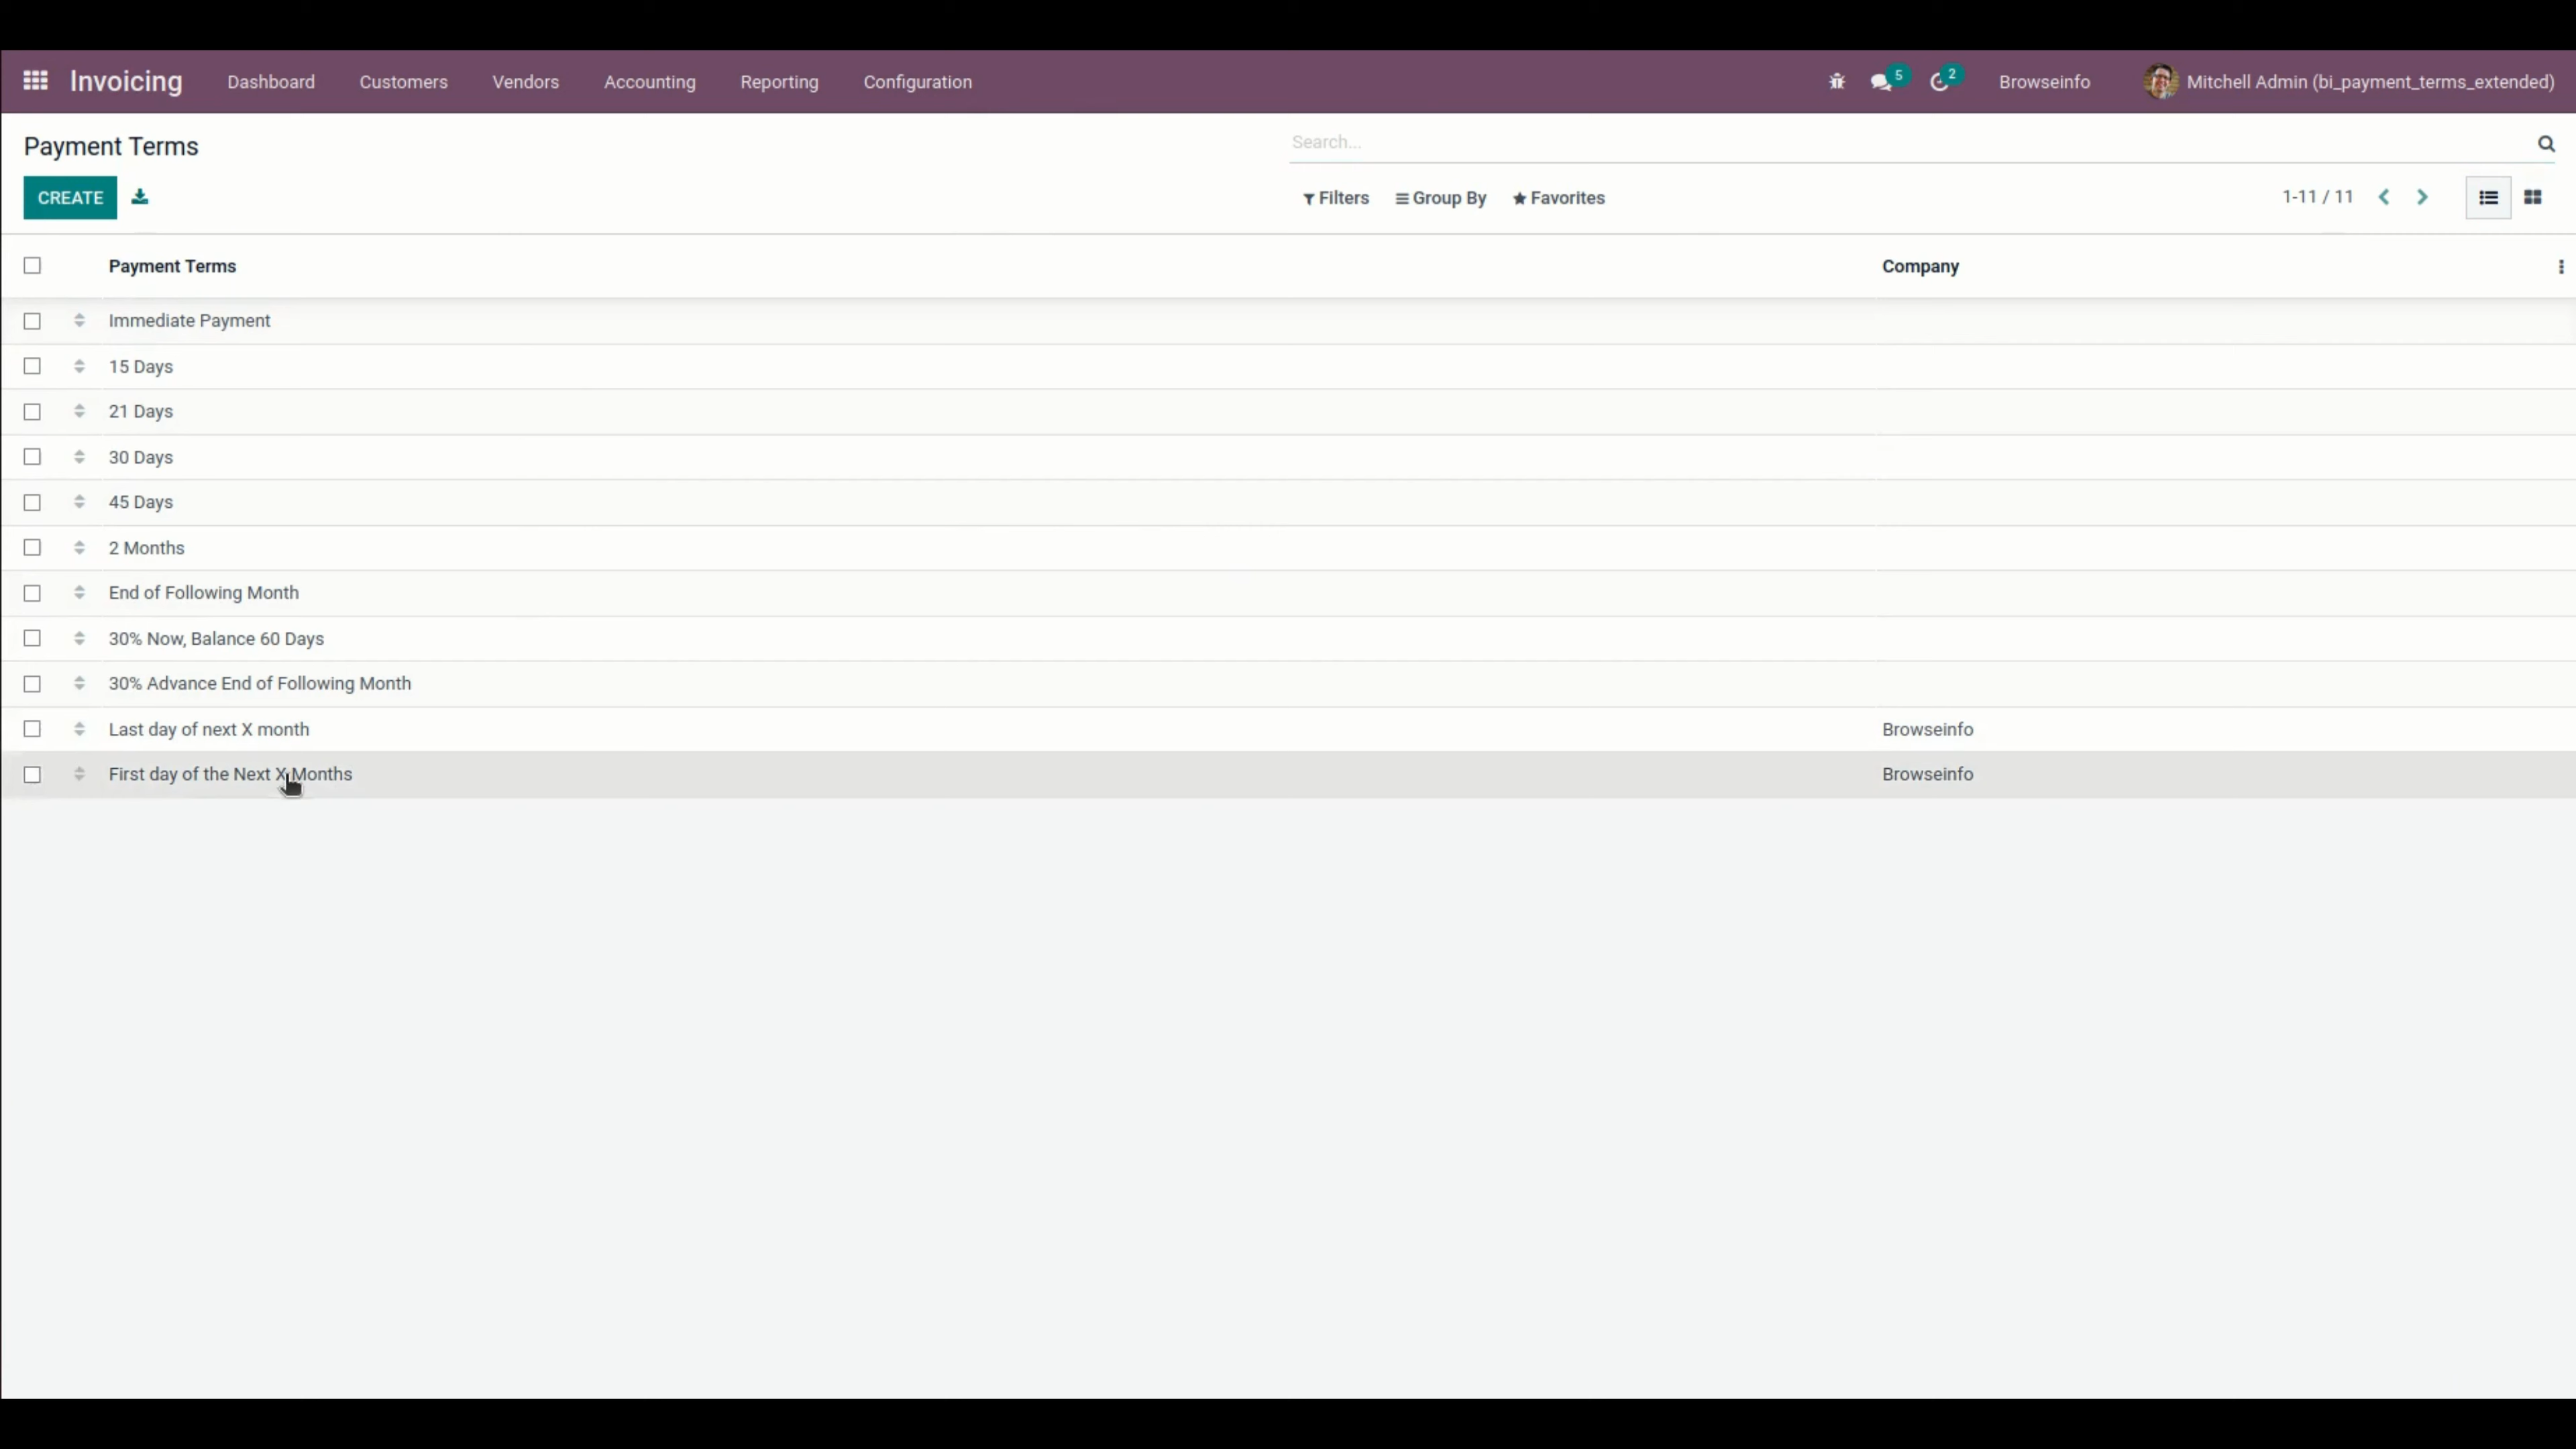 Invoicing Dashboard Customers Vendors Accounting Reporting Configuration 5 2 Browseinfo Mitchell Admin (bi_payment_terms_extended)
Payment Terms Search...
CREATE Filters Group By Favorites 1-11 / 11
Payment Terms Company
Immediate Payment
15 Days
21 Days
30 Days
45 Days
2 Months
End of Following Month
30% Now, Balance 60 Days
30% Advance End of Following Month
Last day of next X month Browseinfo
First day of the Next X Months Browseinfo